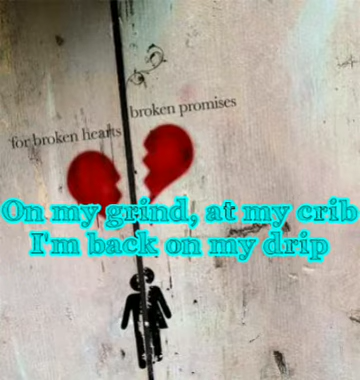 broken promises
for broken hearts
On my grind, at my crib
I'm back on my drip